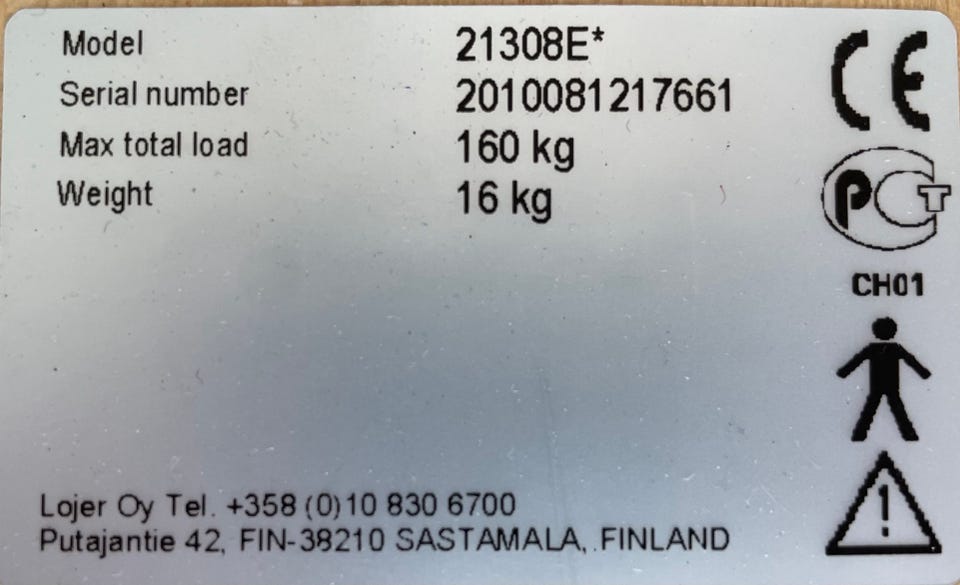 Model 21308E*
Serial number 2010081217661
Max total load 160 kg
Weight 16 kg
CE
PCT
CH01
!
Lojer Oy Tel. +358 (0)10 830 6700
Putajantie 42, FIN-38210 SASTAMALA, FINLAND